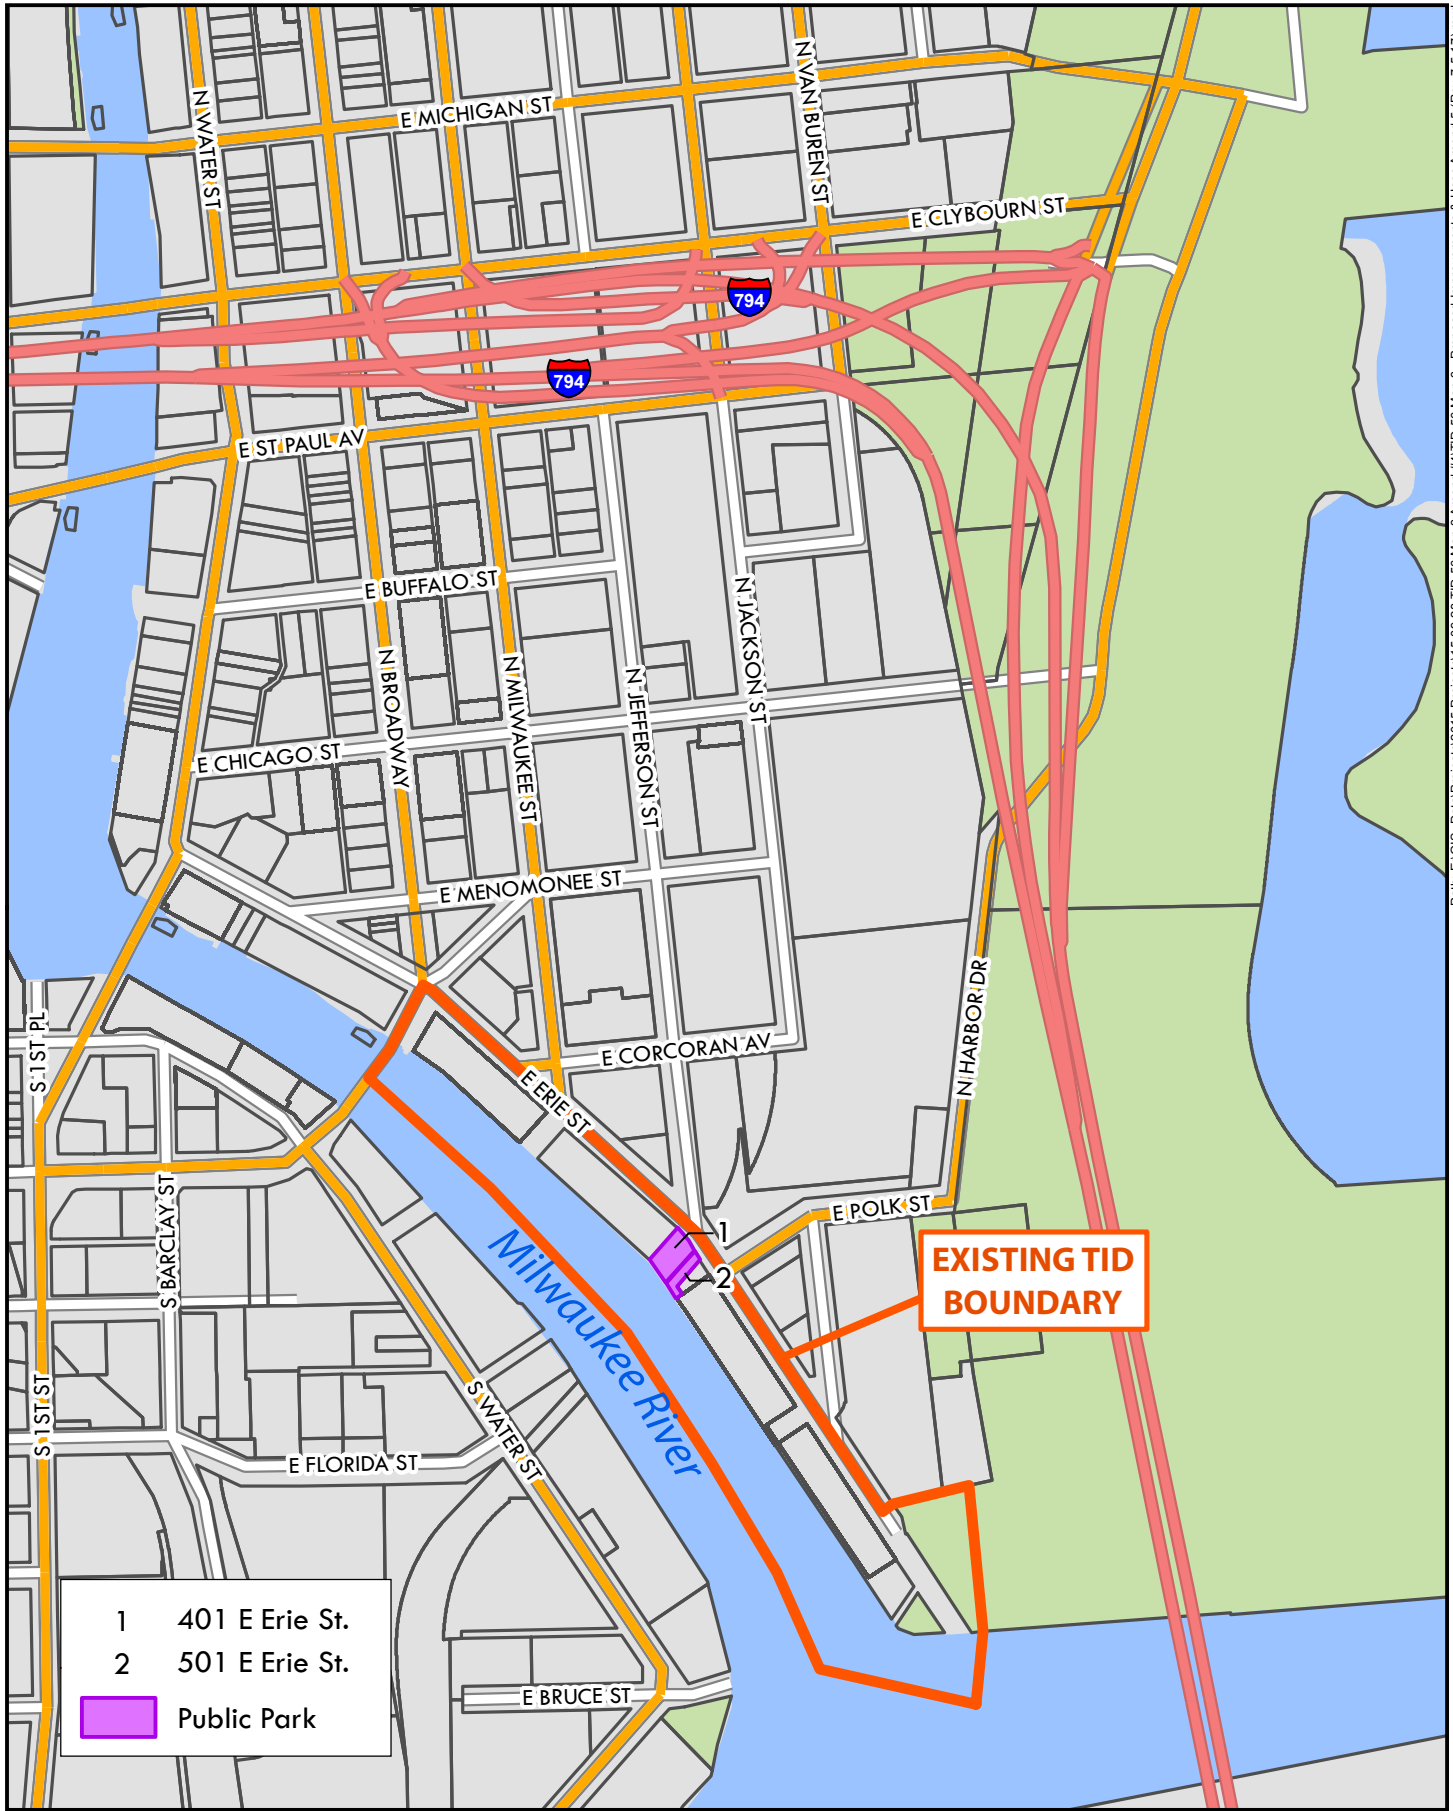 N WATER ST
E MICHIGAN ST
N VAN BUREN ST
E CLYBOURN ST
794
794
E ST PAUL AV
E BUFFALO ST
N JACKSON ST
N BROADWAY
N MILWAUKEE ST
N JEFFERSON ST
E CHICAGO ST
E MENOMONEE ST
N HARBOR DR
S 1ST PL
E CORCORAN AV
E ERIE ST
S BARCLAY ST
E POLK ST
1
2
EXISTING TID
BOUNDARY
Milwaukee River
S 1ST ST
S WATER ST
E FLORIDA ST
E BRUCE ST
1 401 E Erie St.
2 501 E Erie St.
Public Park